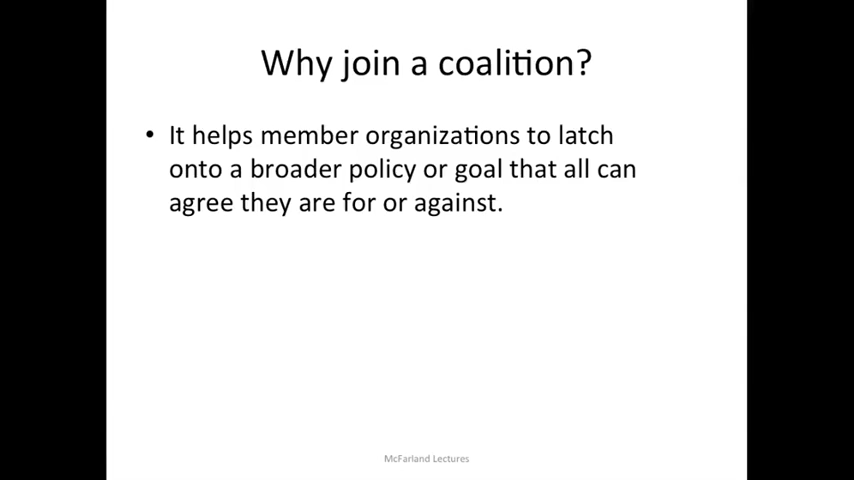 Why join a coalition?
• It helps member organizations to latch
onto a broader policy or goal that all can
agree they are for or against.
McFarland Lectures